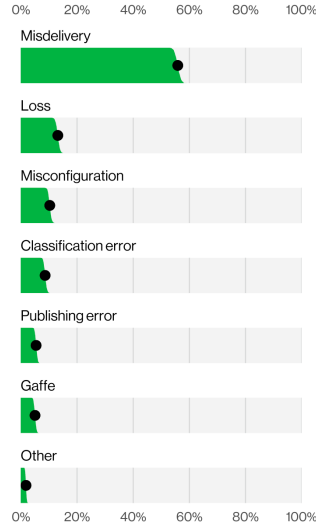 0% 20% 40% 60% 80% 100%
Misdelivery
Loss
Misconfiguration
Classification error
Publishing error
Gaffe
Other
0% 20% 40% 60% 80% 100%